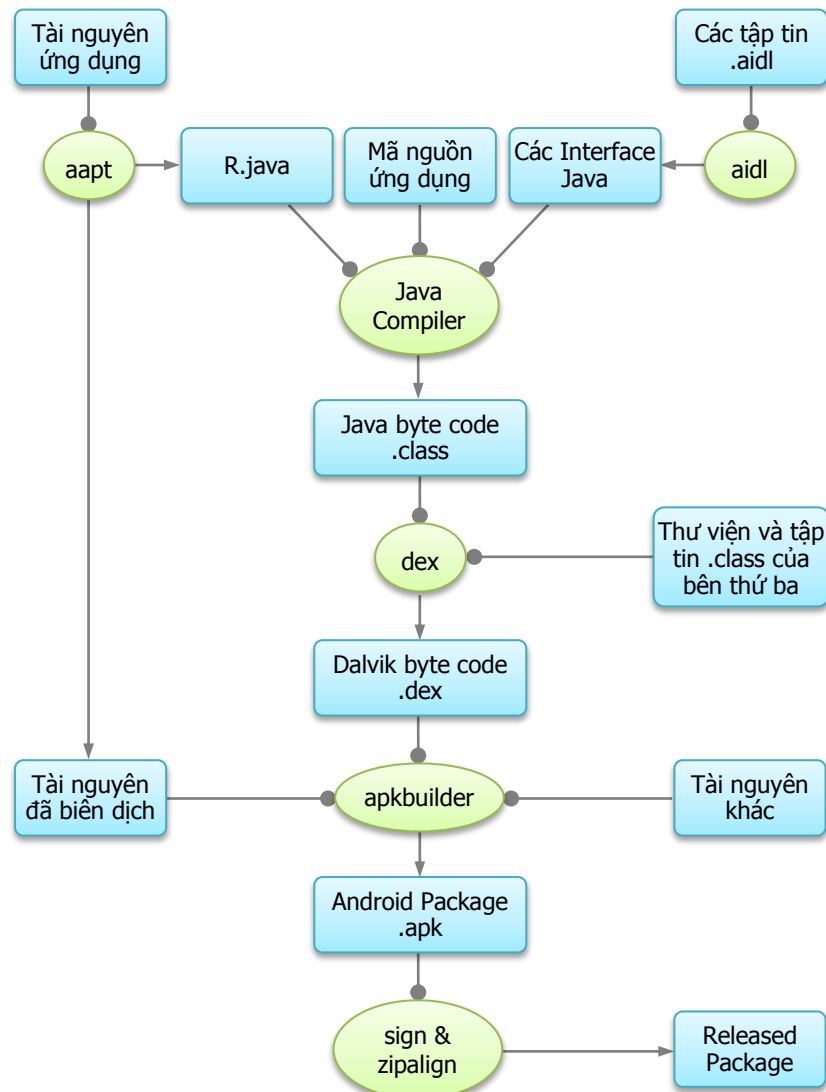 Tài nguyên
ứng dụng
Các tập tin
.aidl
aapt
R.java
Mã nguồn
ứng dụng
Các Interface
Java
aidl
Java
Compiler
Java byte code
.class
dex
Thư viện và tập
tin .class của
bên thứ ba
Dalvik byte code
.dex
Tài nguyên
đã biên dịch
apkbuilder
Tài nguyên
khác
Android Package
.apk
sign &
zipalign
Released
Package